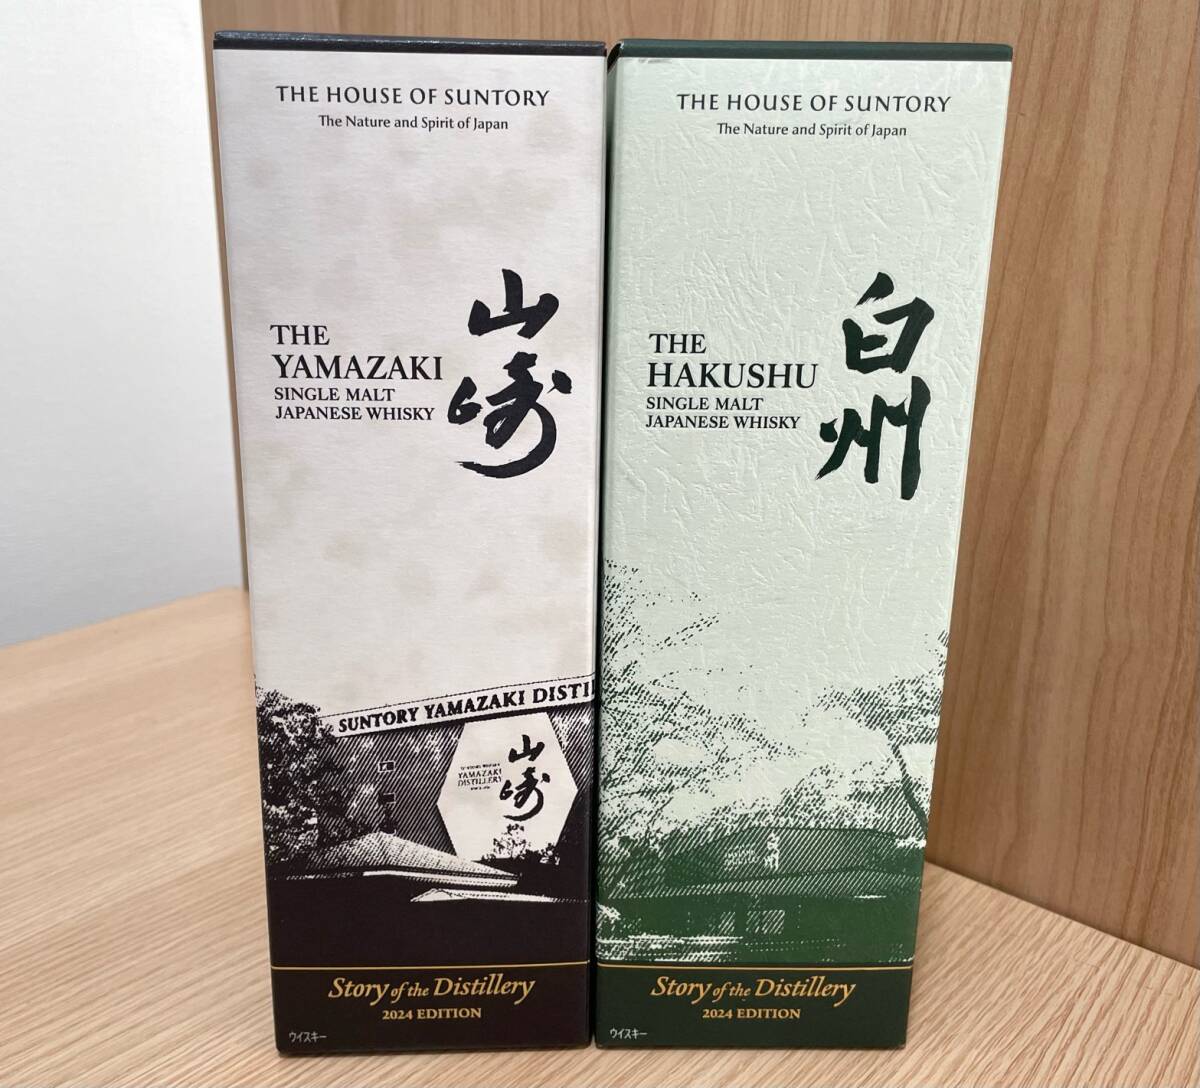 THE HOUSE OF SUNTORY
The Nature and Spirit of Japan
THE
YAMAZAKI
SINGLE MALT
JAPANESE WHISKY
山崎
SUNTORY YAMAZAKI DISTI
YAMAZAKI
DISTILLERY
山崎
Story of the Distillery
2024 EDITION
ウイスキー
THE HOUSE OF SUNTORY
The Nature and Spirit of Japan
THE
HAKUSHU
SINGLE MALT
JAPANESE WHISKY
白州
Story of the Distillery
2024 EDITION
ウイスキー